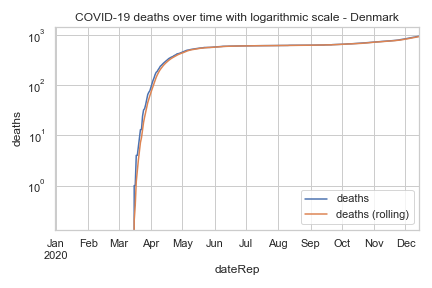 COVID-19 deaths over time with logarithmic scale - Denmark
10³
10²
10¹
10⁰
deaths
deaths
deaths (rolling)
Jan Feb Mar Apr May Jun Jul Aug Sep Oct Nov Dec
2020
dateRep